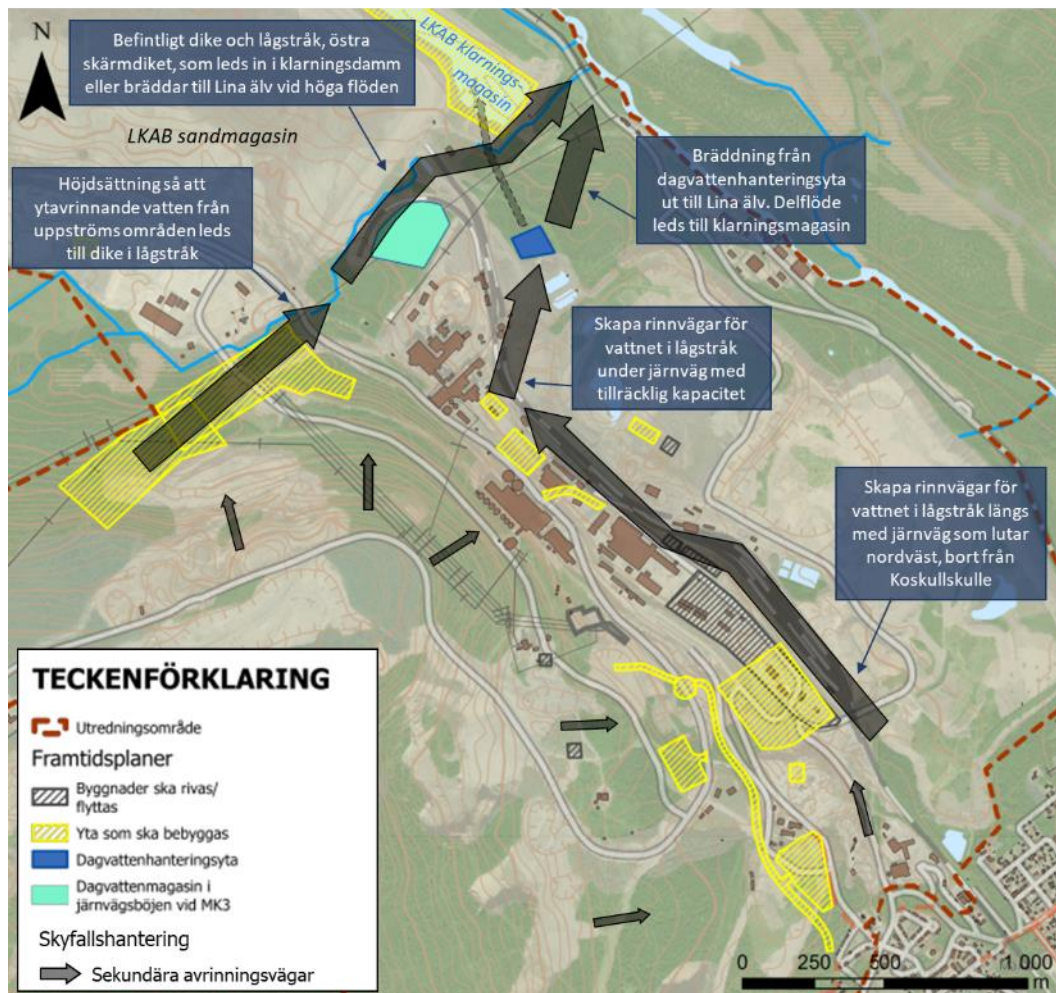 N
Befintligt dike och lågstråk, östra
skärmdiket, som leds in i klarningsdamm
eller bräddar till Lina älv vid höga flöden
LKAB klarnings-
magasin
LKAB sandmagasin
Höjdsättning så att
ytavrinnande vatten från
uppströms områden leds
till dike i lågstråk
Bräddning från
dagvattenhanteringsyta
ut till Lina älv. Delflöde
leds till klarningsmagasin
Skapa rinnvägar för
vattnet i lågstråk
under järnväg med
tillräcklig kapacitet
Skapa rinnvägar för
vattnet i lågstråk längs
med järnväg som lutar
nordväst, bort från
Koskullskulle
TECKENFÖRKLARING
Utredningsområde
Framtidsplaner
Byggnader ska rivas/
flyttas
Yta som ska bebyggas
Dagvattenhanteringsyta
Dagvattenmagasin i
järnvägsböjen vid MK3
Skyfallshantering
Sekundära avrinningsvägar
0 250 500 1 000
m